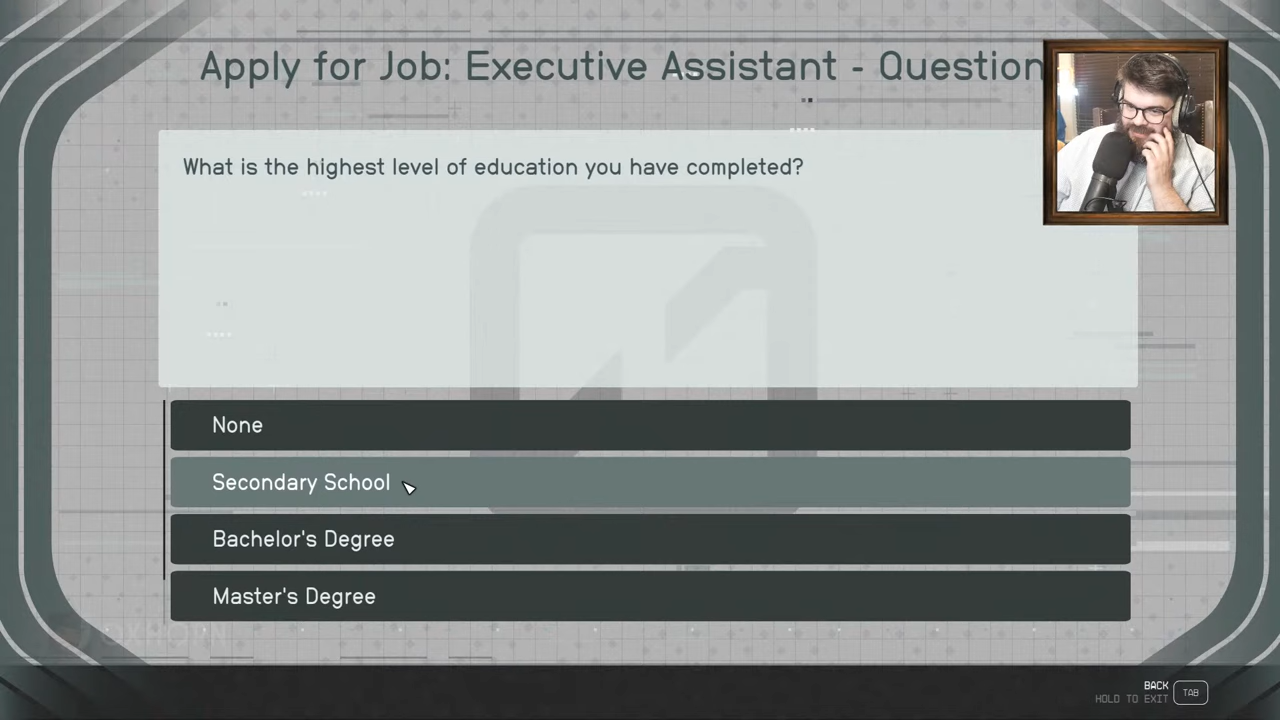 Apply for Job: Executive Assistant - Question
What is the highest level of education you have completed?
None
Secondary School
Bachelor's Degree
Master's Degree
BACK
HOLD TO EXIT
TAB